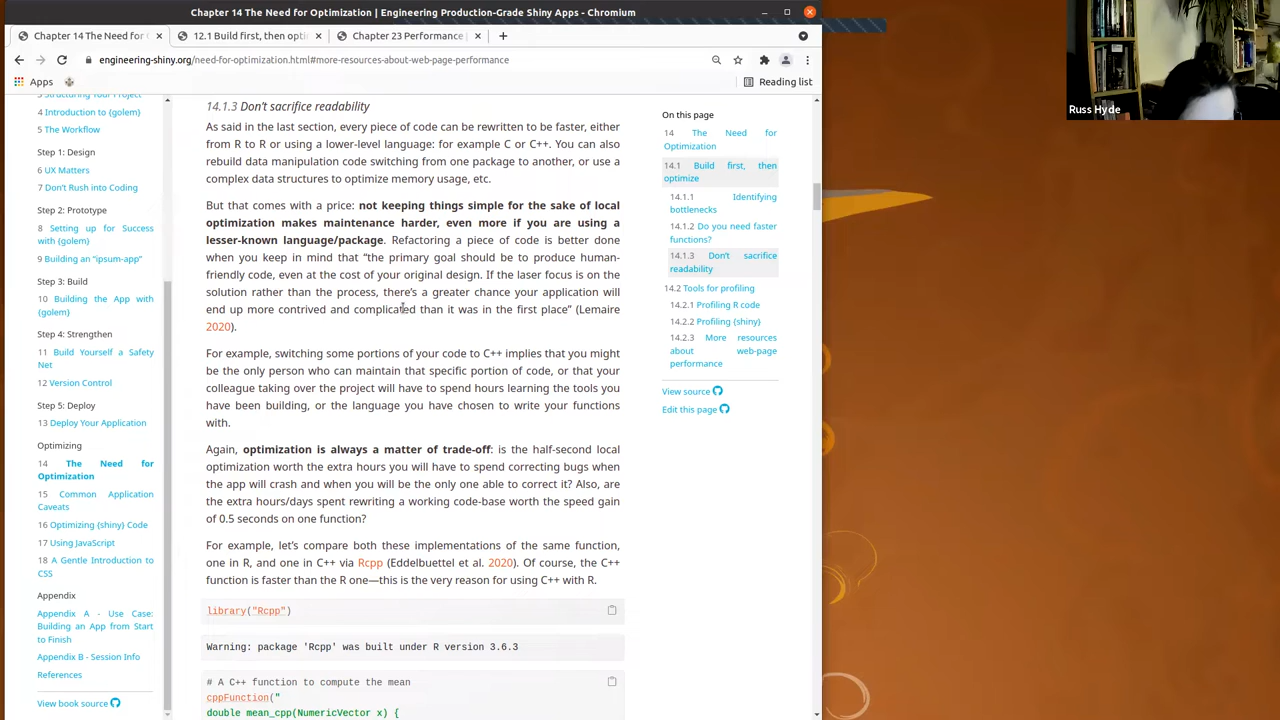 Chapter 14 The Need for Optimization | Engineering Production-Grade Shiny Apps - Chromium
Chapter 14 The Need for O
12.1 Build first, then opti
Chapter 23 Performance
engineering-shiny.org/need-for-optimization.html#more-resources-about-web-page-performance
Apps
Reading list
3 Structuring Your Project
4 Introduction to {golem}
5 The Workflow
Step 1: Design
6 UX Matters
7 Don't Rush into Coding
Step 2: Prototype
8 Setting up for Success
with {golem}
9 Building an "ipsum-app"
Step 3: Build
10 Building the App with
{golem}
Step 4: Strengthen
11 Build Yourself a Safety
Net
12 Version Control
Step 5: Deploy
13 Deploy Your Application
Optimizing
14 The Need for
Optimization
15 Common Application
Caveats
16 Optimizing {shiny} Code
17 Using JavaScript
18 A Gentle Introduction to
CSS
Appendix
Appendix A - Use Case:
Building an App from Start
to Finish
Appendix B - Session Info
References
View book source
14.1.3 Don't sacrifice readability
As said in the last section, every piece of code can be rewritten to be faster, either
from R to R or using a lower-level language: for example C or C++. You can also
rebuild data manipulation code switching from one package to another, or use a
complex data structures to optimize memory usage, etc.
But that comes with a price: not keeping things simple for the sake of local
optimization makes maintenance harder, even more if you are using a
lesser-known language/package. Refactoring a piece of code is better done
when you keep in mind that "the primary goal should be to produce human-
friendly code, even at the cost of your original design. If the laser focus is on the
solution rather than the process, there's a greater chance your application will
end up more contrived and complicated than it was in the first place" (Lemaire
2020).
For example, switching some portions of your code to C++ implies that you might
be the only person who can maintain that specific portion of code, or that your
colleague taking over the project will have to spend hours learning the tools you
have been building, or the language you have chosen to write your functions
with.
Again, optimization is always a matter of trade-off: is the half-second local
optimization worth the extra hours you will have to spend correcting bugs when
the app will crash and when you will be the only one able to correct it? Also, are
the extra hours/days spent rewriting a working code-base worth the speed gain
of 0.5 seconds on one function?
For example, let's compare both these implementations of the same function,
one in R, and one in C++ via Rcpp (Eddelbuettel et al. 2020). Of course, the C++
function is faster than the R one—this is the very reason for using C++ with R.
library("Rcpp")
Warning: package 'Rcpp' was built under R version 3.6.3
# A C++ function to compute the mean
cppFunction("
double mean_cpp(NumericVector x) {
On this page
14 The Need for
Optimization
14.1 Build first, then
optimize
14.1.1 Identifying
bottlenecks
14.1.2 Do you need faster
functions?
14.1.3 Don't sacrifice
readability
14.2 Tools for profiling
14.2.1 Profiling R code
14.2.2 Profiling {shiny}
14.2.3 More resources
about web-page
performance
View source
Edit this page
Russ Hyde